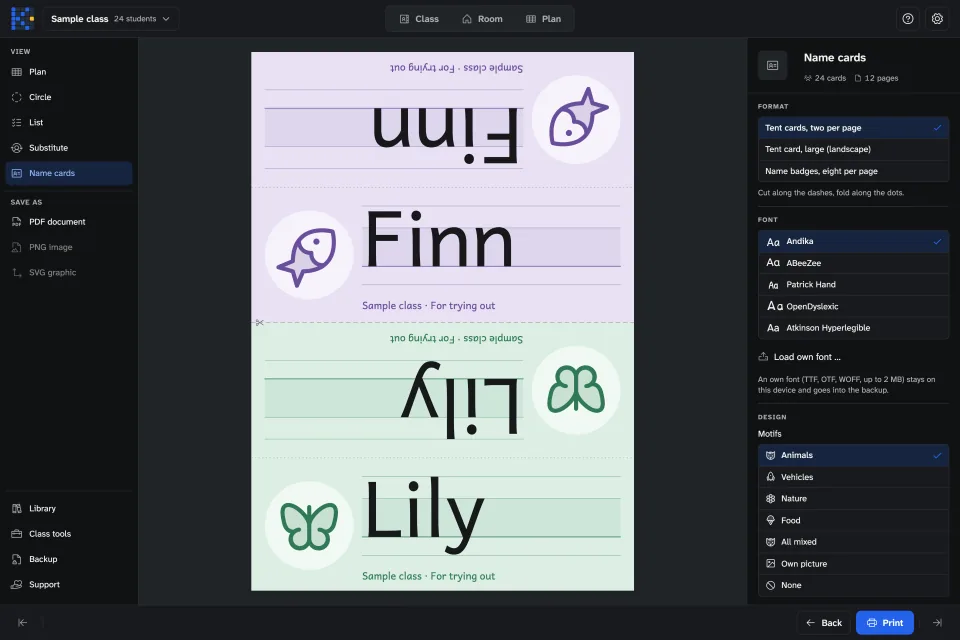 Sample class 24 students
Class
Room
Plan
VIEW
Plan
Circle
List
Substitute
Name cards
SAVE AS
PDF document
PNG image
SVG graphic
Library
Class tools
Backup
Support
Sample class · For trying out
Finn
Finn
Sample class · For trying out
Sample class · For trying out
Lily
Lily
Sample class · For trying out
Name cards
24 cards 12 pages
FORMAT
Tent cards, two per page
Tent card, large (landscape)
Name badges, eight per page
Cut along the dashes, fold along the dots.
FONT
Aa Andika
Aa ABeeZee
Aa Patrick Hand
Aa OpenDyslexic
Aa Atkinson Hyperlegible
Load own font ...
An own font (TTF, OTF, WOFF, up to 2 MB) stays on
this device and goes into the backup.
DESIGN
Motifs
Animals
Vehicles
Nature
Food
All mixed
Own picture
None
Back
Print